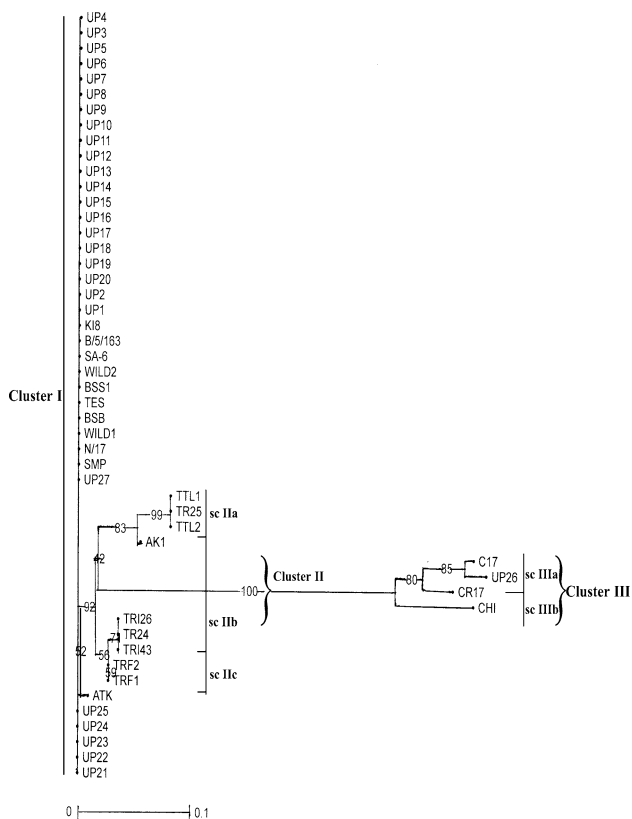 UP4
UP3
UP5
UP6
UP7
UP8
UP9
UP10
UP11
UP12
UP13
UP14
UP15
UP16
UP17
UP18
UP19
UP20
UP2
UP1
KI8
B/5/163
SA-6
WILD2
BSS1
Cluster I
TES
BSB
WILD1
N/17
SMP
UP27
TTL1
99 TR25 sc IIa
83 TTL2
AK1
42
C17
85
80 UP26 sc IIIa
Cluster II
100 CR17 Cluster III
92 CHI sc IIIb
TRI26 sc IIb
TR24
52 56 TRI43
TRF2 sc IIc
59 TRF1
ATK
UP25
UP24
UP23
UP22
UP21
0 0.1